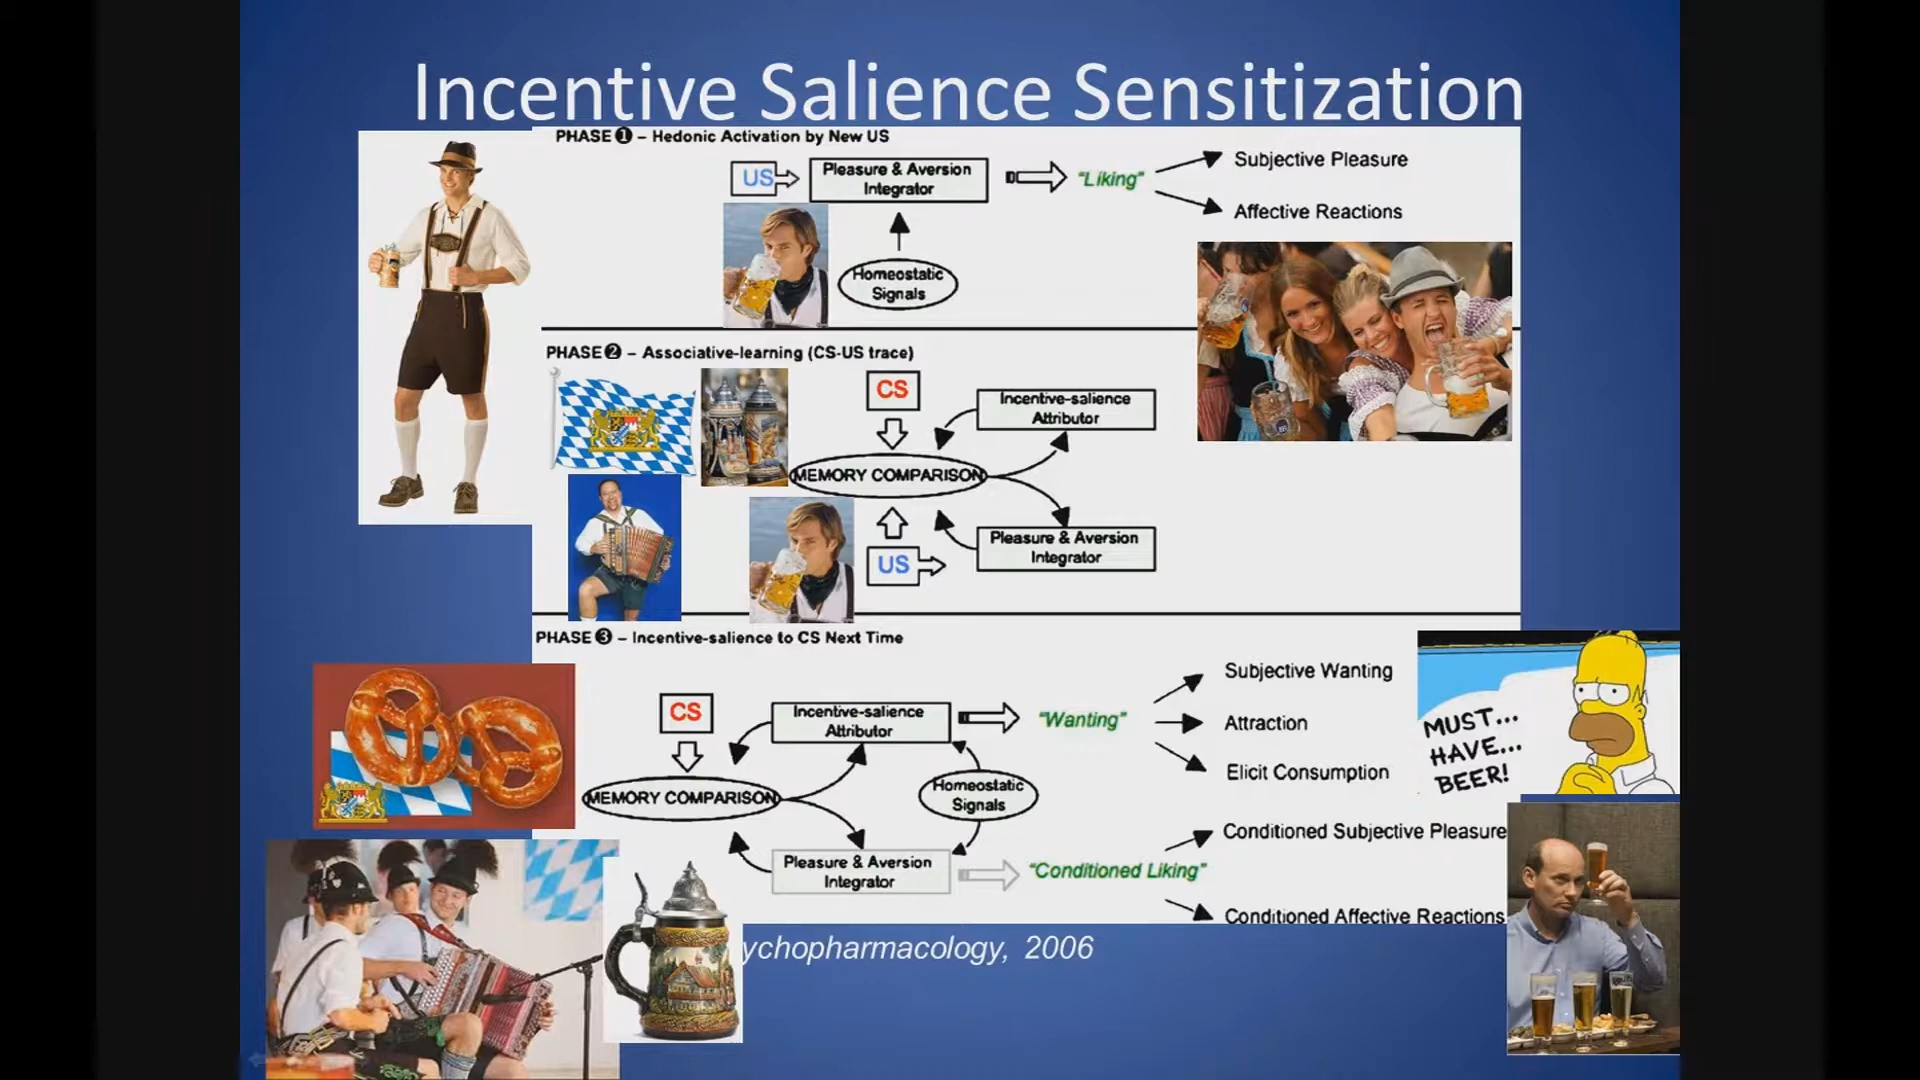 Incentive Salience Sensitization
PHASE ❶ – Hedonic Activation by New US
US
Pleasure & Aversion
Integrator
"Liking"
Subjective Pleasure
Affective Reactions
Homeostatic
Signals
PHASE ❷ – Associative-learning (CS-US trace)
CS
Incentive-salience
Attributor
MEMORY COMPARISON
Pleasure & Aversion
Integrator
US
PHASE ❸ – Incentive-salience to CS Next Time
CS
Incentive-salience
Attributor
"Wanting"
Subjective Wanting
Attraction
Elicit Consumption
MEMORY COMPARISON
Homeostatic
Signals
Pleasure & Aversion
Integrator
"Conditioned Liking"
Conditioned Subjective Pleasure
Conditioned Affective Reactions
MUST...
HAVE...
BEER!
ychopharmacology, 2006